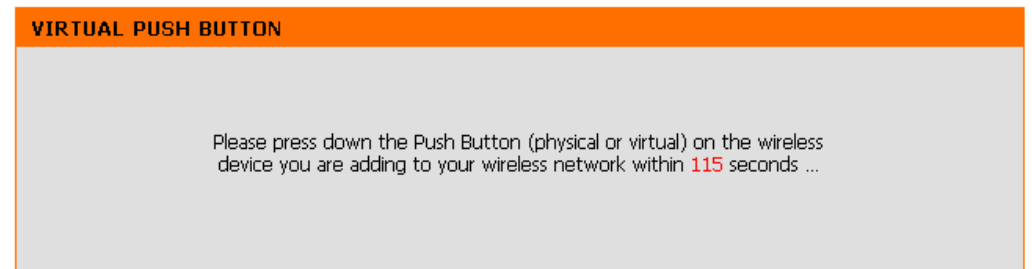 VIRTUAL PUSH BUTTON
Please press down the Push Button (physical or virtual) on the wireless
device you are adding to your wireless network within 115 seconds ...